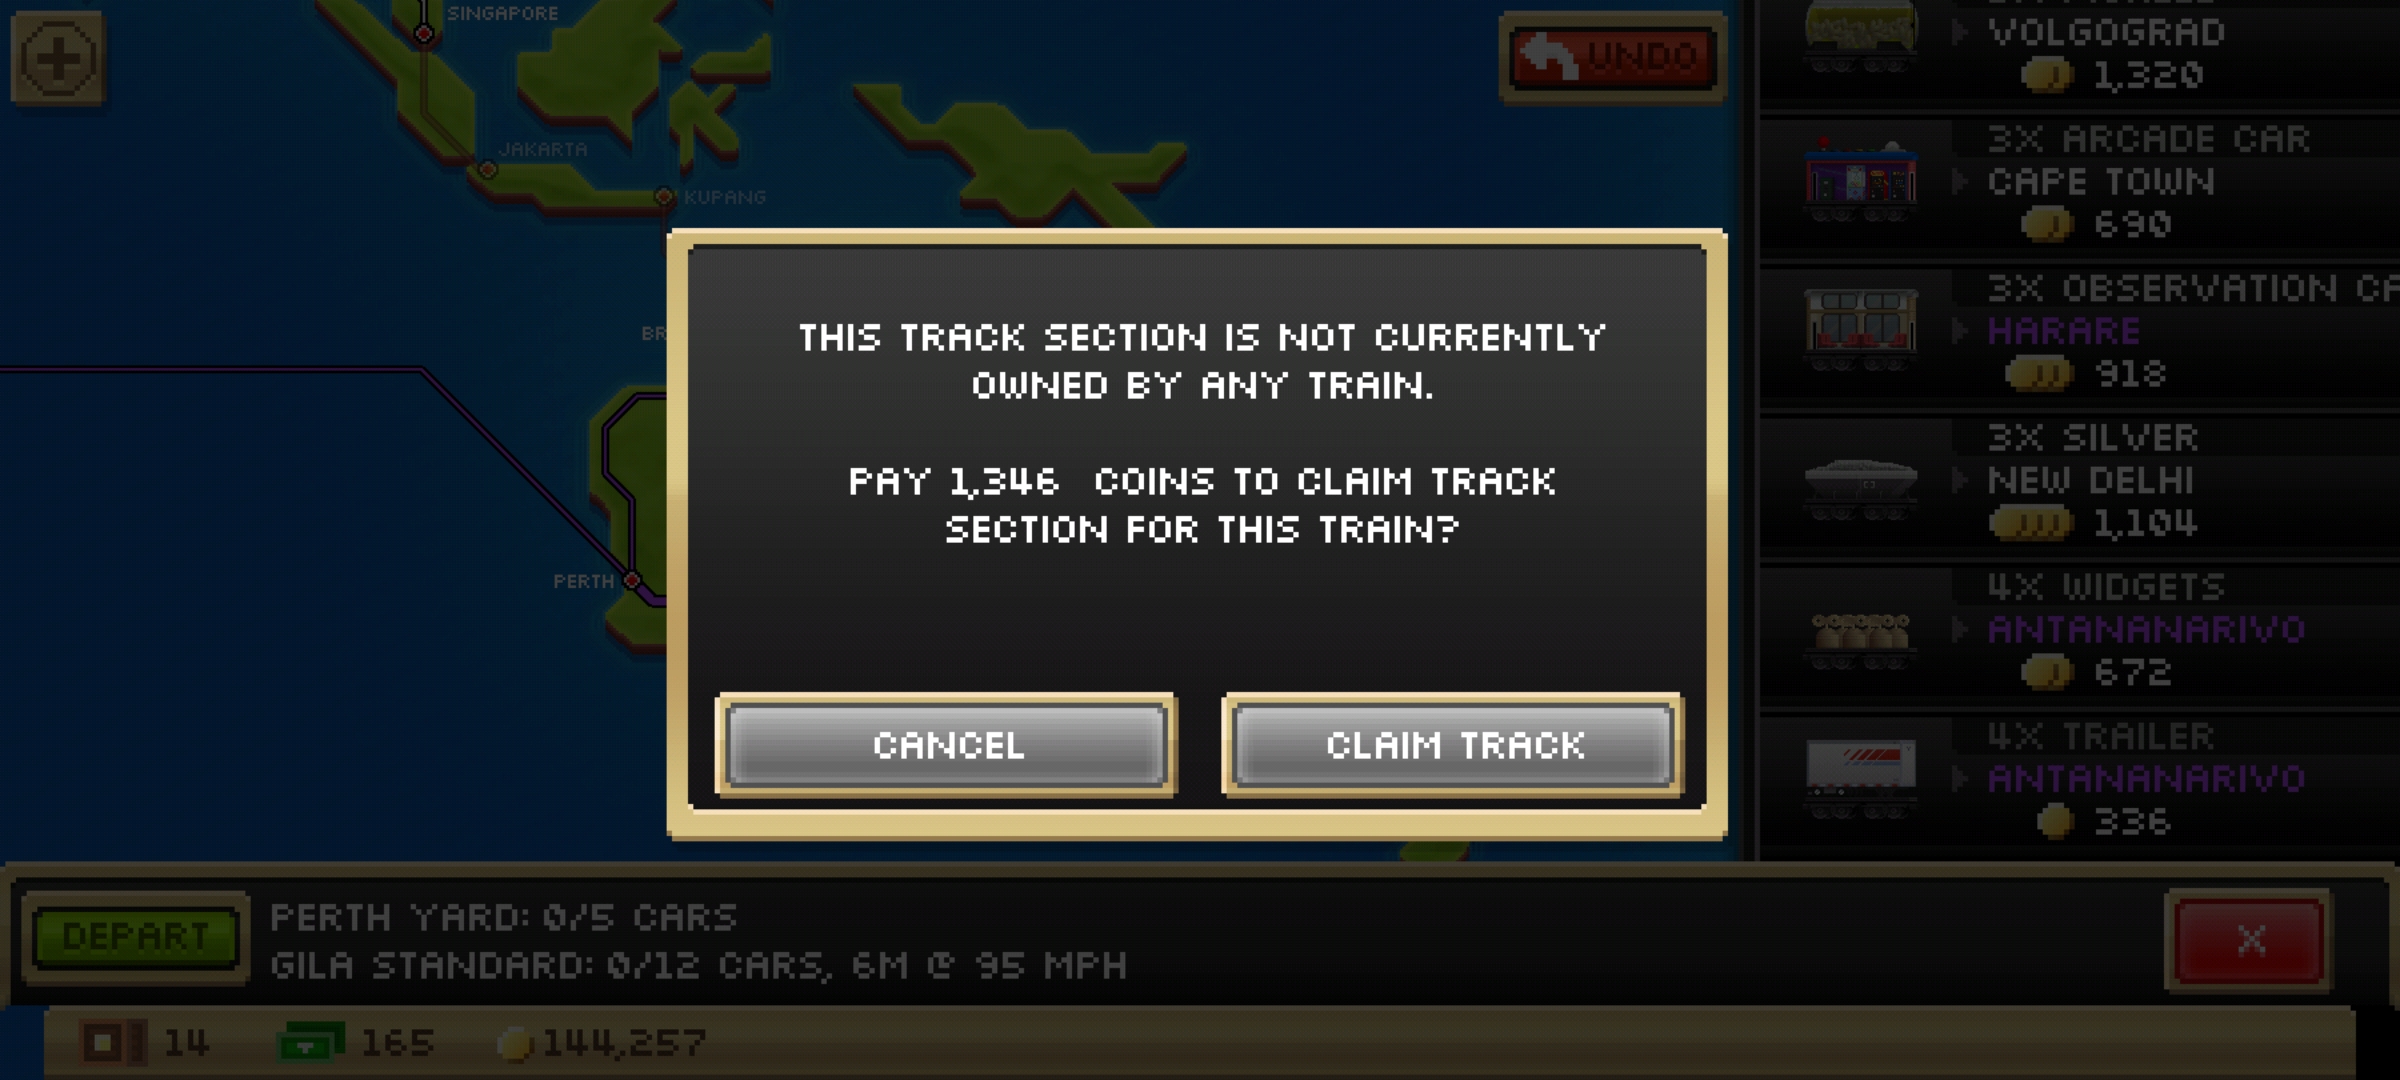 SINGAPORE
UNDO
VOLGOGRAD
1,320
JAKARTA
KUPANG
3X ARCADE CAR
CAPE TOWN
690
3X OBSERVATION CA
HARARE
918
BR
THIS TRACK SECTION IS NOT CURRENTLY
OWNED BY ANY TRAIN.
PAY 1,346 COINS TO CLAIM TRACK
SECTION FOR THIS TRAIN?
3X SILVER
NEW DELHI
1,104
PERTH
4X WIDGETS
ANTANANARIVO
672
CANCEL
CLAIM TRACK
4X TRAILER
ANTANANARIVO
336
DEPART
PERTH YARD: 0/5 CARS
GILA STANDARD: 0/12 CARS, 6M @ 95 MPH
X
14
165
144,257